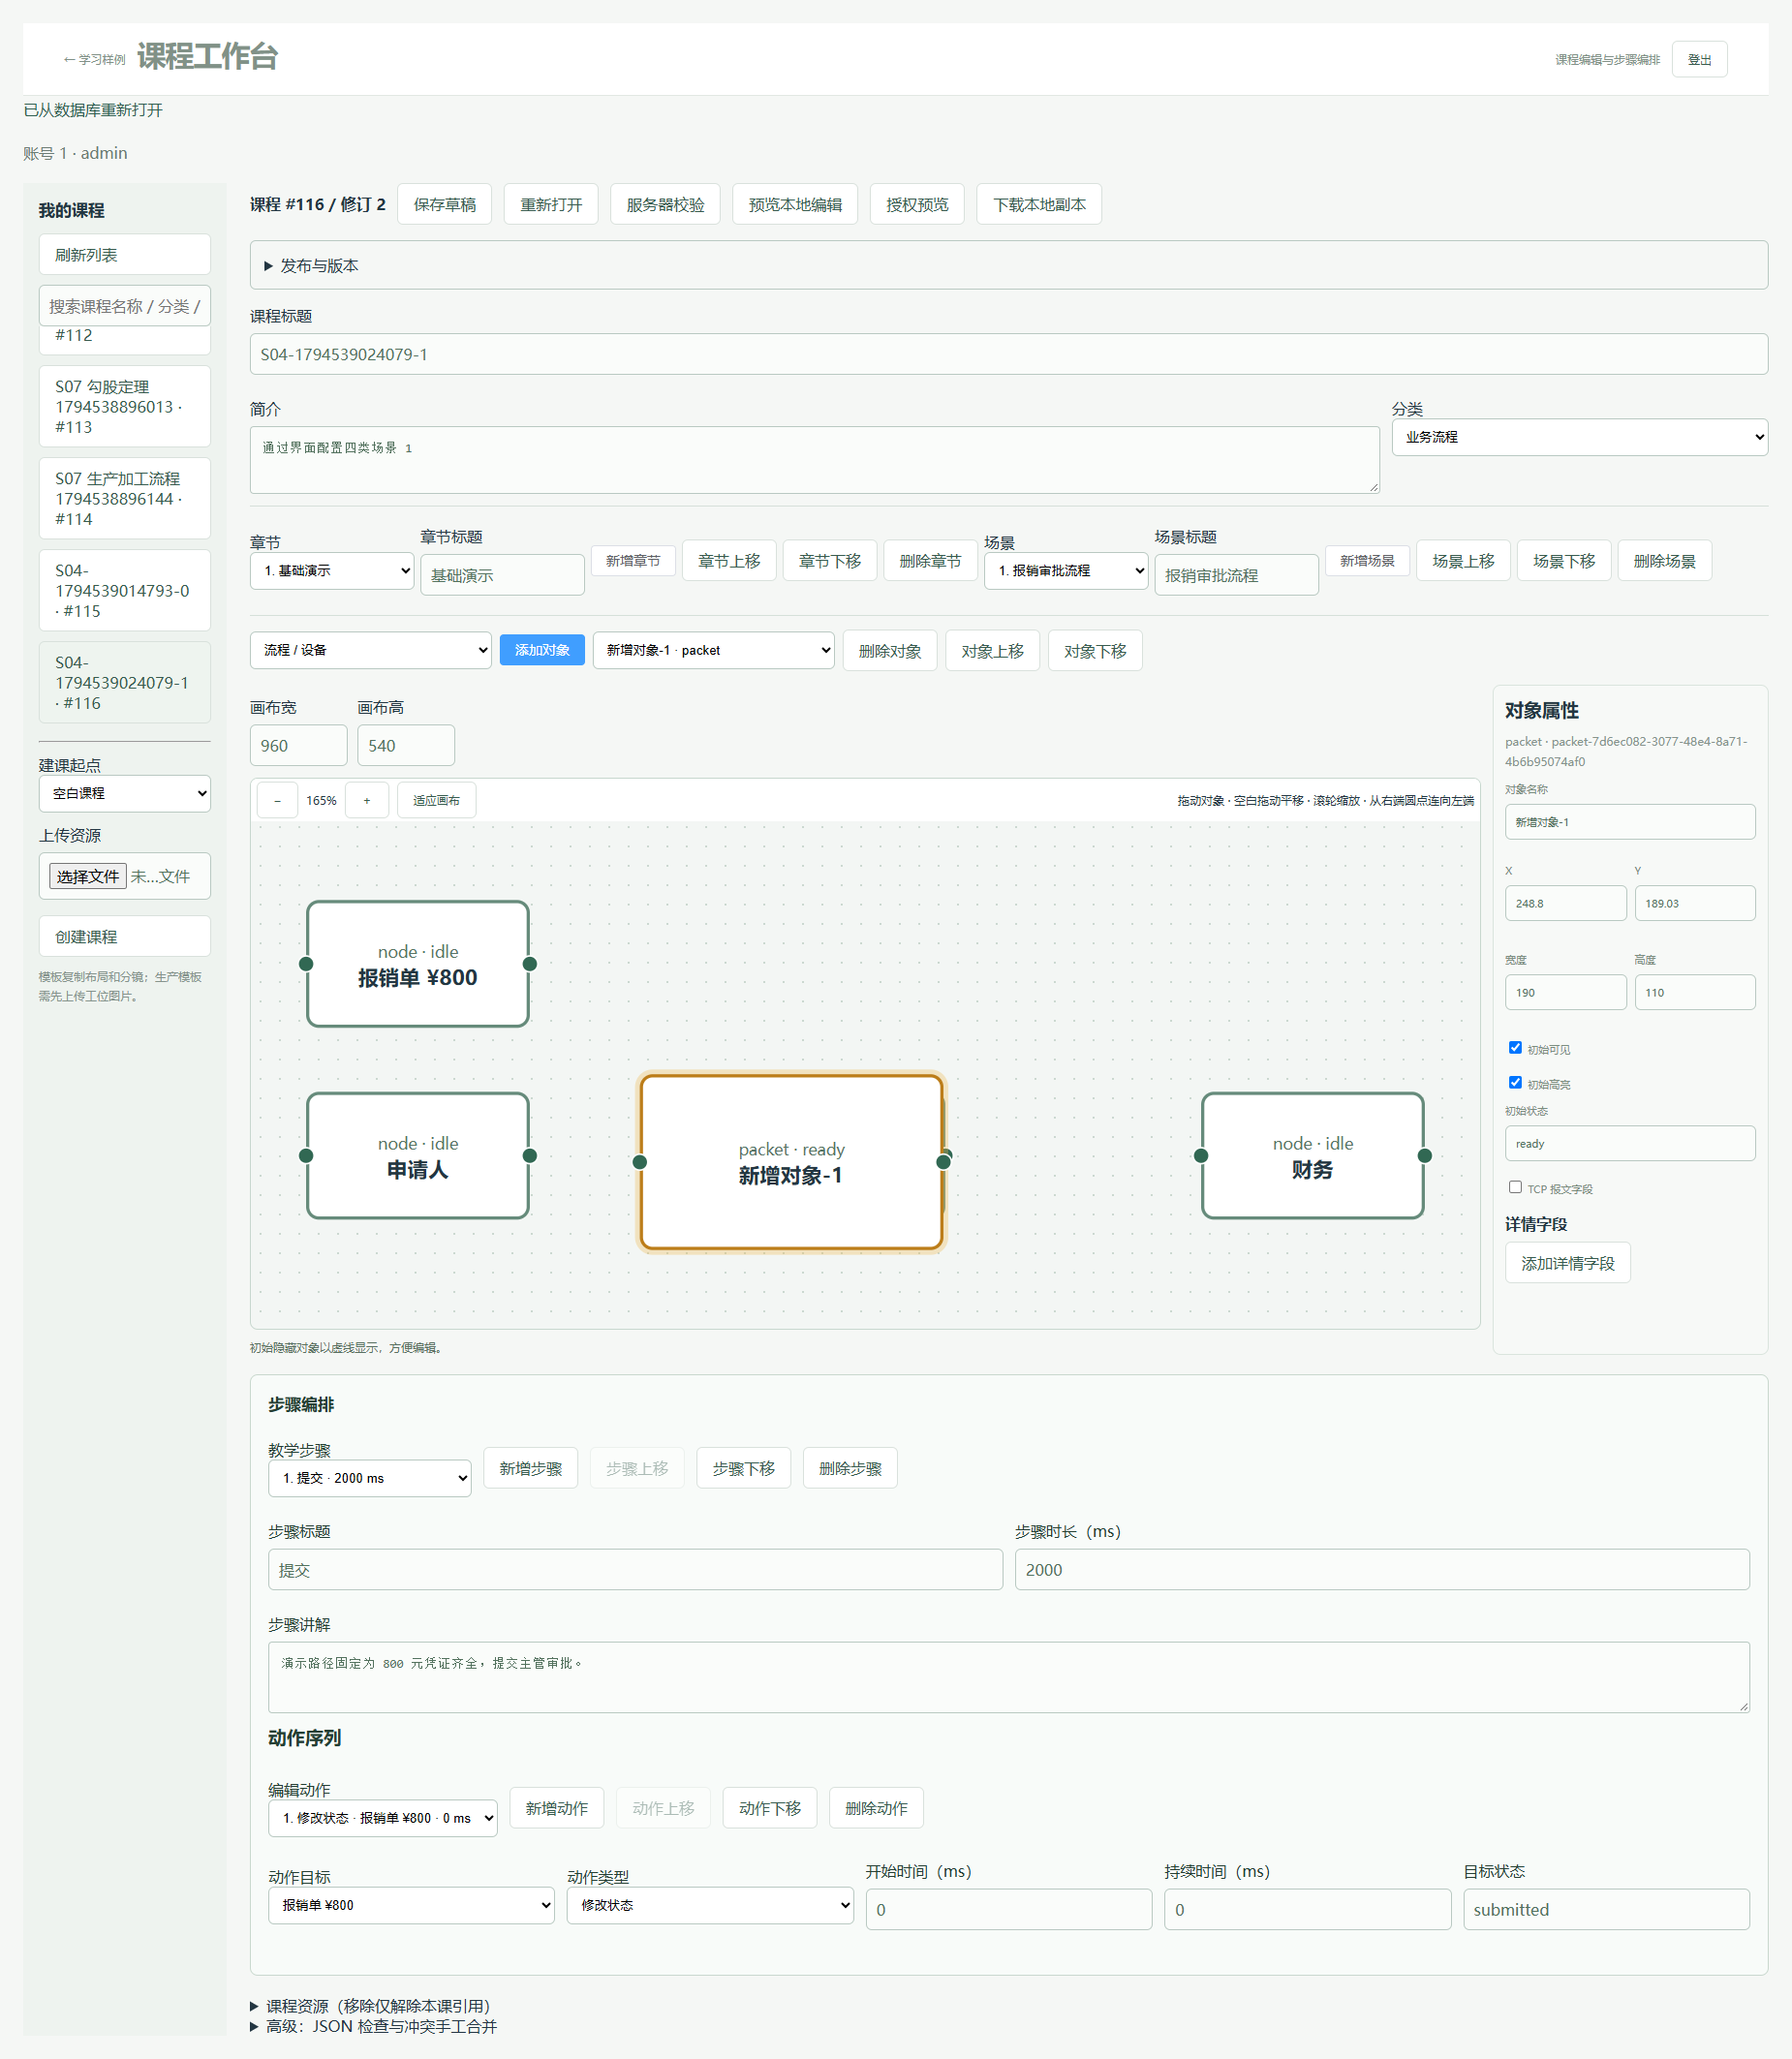 ← 学习样例 课程工作台
课程编辑与步骤编排 登出
已从数据库重新打开
账号 1 · admin
我的课程
刷新列表
搜索课程名称 / 分类 /
#112
S07 勾股定理
1794538896013 ·
#113
S07 生产加工流程
1794538896144 ·
#114
S04-
1794539014793-0
· #115
S04-
1794539024079-1
· #116
建课起点
空白课程
上传资源
选择文件 未...文件
创建课程
模板复制布局和分镜；生产模板
需先上传工位图片。
课程 #116 / 修订 2 保存草稿 重新打开 服务器校验 预览本地编辑 授权预览 下载本地副本
发布与版本
课程标题
S04-1794539024079-1
简介 分类
通过界面配置四类场景 1
业务流程
章节 章节标题 场景 场景标题
1. 基础演示 基础演示 新增章节 章节上移 章节下移 删除章节 1. 报销审批流程 报销审批流程 新增场景 场景上移 场景下移 删除场景
流程 / 设备 添加对象 新增对象-1 · packet 删除对象 对象上移 对象下移
画布宽 画布高
960 540
− 165% + 适应画布 拖动对象 · 空白拖动平移 · 滚轮缩放 · 从右端圆点连向左端
node · idle
报销单 ¥800
node · idle
申请人
packet · ready
新增对象-1
node · idle
财务
初始隐藏对象以虚线显示，方便编辑。
对象属性
packet · packet-7d6ec082-3077-48e4-8a71-
4b6b95074af0
对象名称
新增对象-1
X Y
248.8 189.03
宽度 高度
190 110
初始可见
初始高亮
初始状态
ready
TCP 报文字段
详情字段
添加详情字段
步骤编排
教学步骤
1. 提交 · 2000 ms 新增步骤 步骤上移 步骤下移 删除步骤
步骤标题 步骤时长（ms）
提交 2000
步骤讲解
演示路径固定为 800 元凭证齐全，提交主管审批。
动作序列
编辑动作
1. 修改状态 · 报销单 ¥800 · 0 ms 新增动作 动作上移 动作下移 删除动作
动作目标 动作类型 开始时间（ms） 持续时间（ms） 目标状态
报销单 ¥800 修改状态 0 0 submitted
课程资源（移除仅解除本课引用）
高级：JSON 检查与冲突手工合并